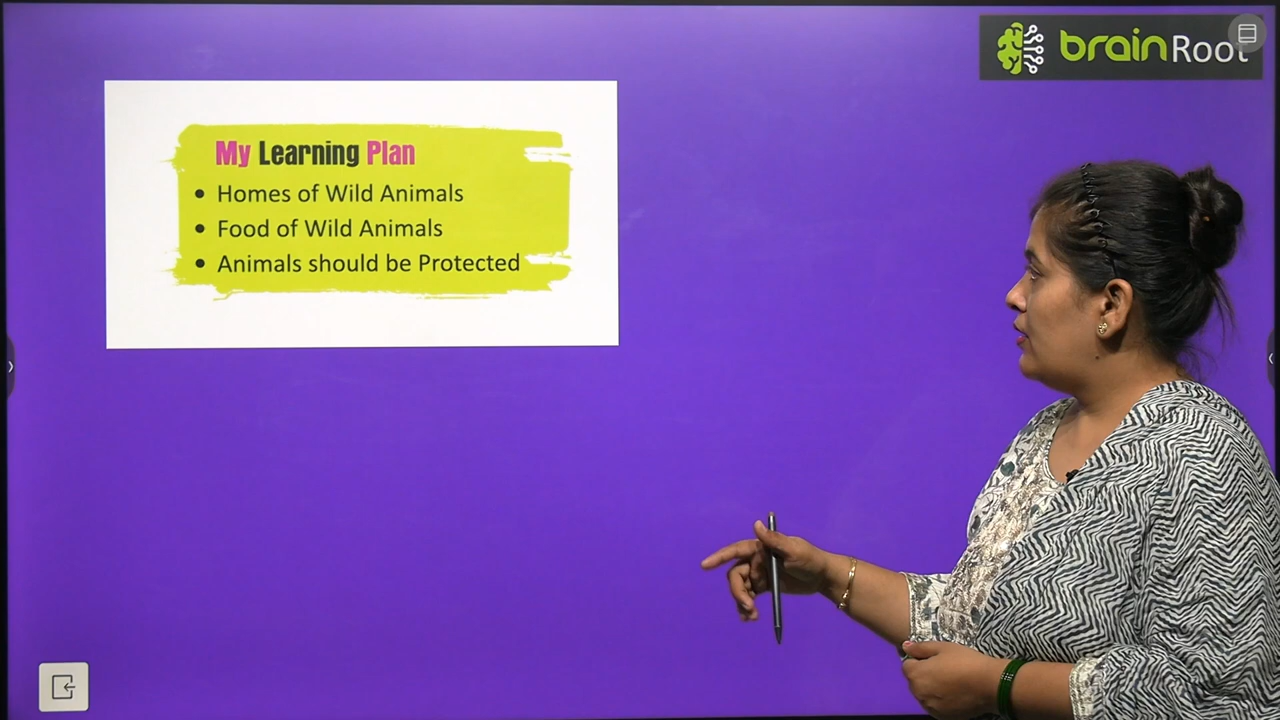 brainRoot
My Learning Plan
• Homes of Wild Animals
• Food of Wild Animals
• Animals should be Protected